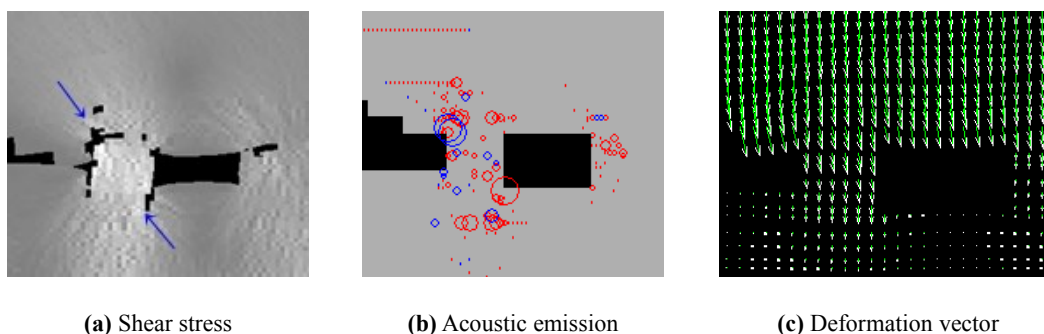 (a) Shear stress
(b) Acoustic emission
(c) Deformation vector